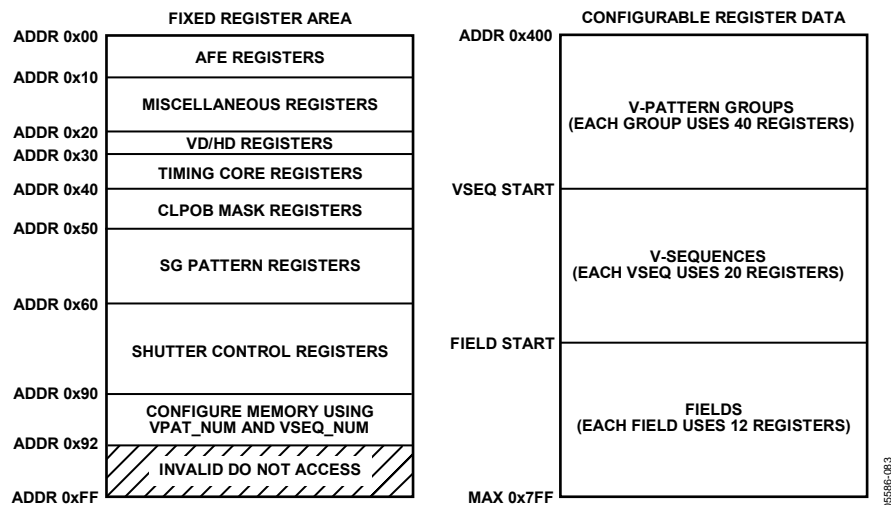 FIXED REGISTER AREA
ADDR 0x00
AFE REGISTERS
ADDR 0x10
MISCELLANEOUS REGISTERS
ADDR 0x20
VD/HD REGISTERS
ADDR 0x30
TIMING CORE REGISTERS
ADDR 0x40
CLPOB MASK REGISTERS
ADDR 0x50
SG PATTERN REGISTERS
ADDR 0x60
SHUTTER CONTROL REGISTERS
ADDR 0x90
CONFIGURE MEMORY USING
VPAT_NUM AND VSEQ_NUM
ADDR 0x92
INVALID DO NOT ACCESS
ADDR 0xFF
CONFIGURABLE REGISTER DATA
ADDR 0x400
V-PATTERN GROUPS
(EACH GROUP USES 40 REGISTERS)
VSEQ START
V-SEQUENCES
(EACH VSEQ USES 20 REGISTERS)
FIELD START
FIELDS
(EACH FIELD USES 12 REGISTERS)
MAX 0x7FF
05586-083